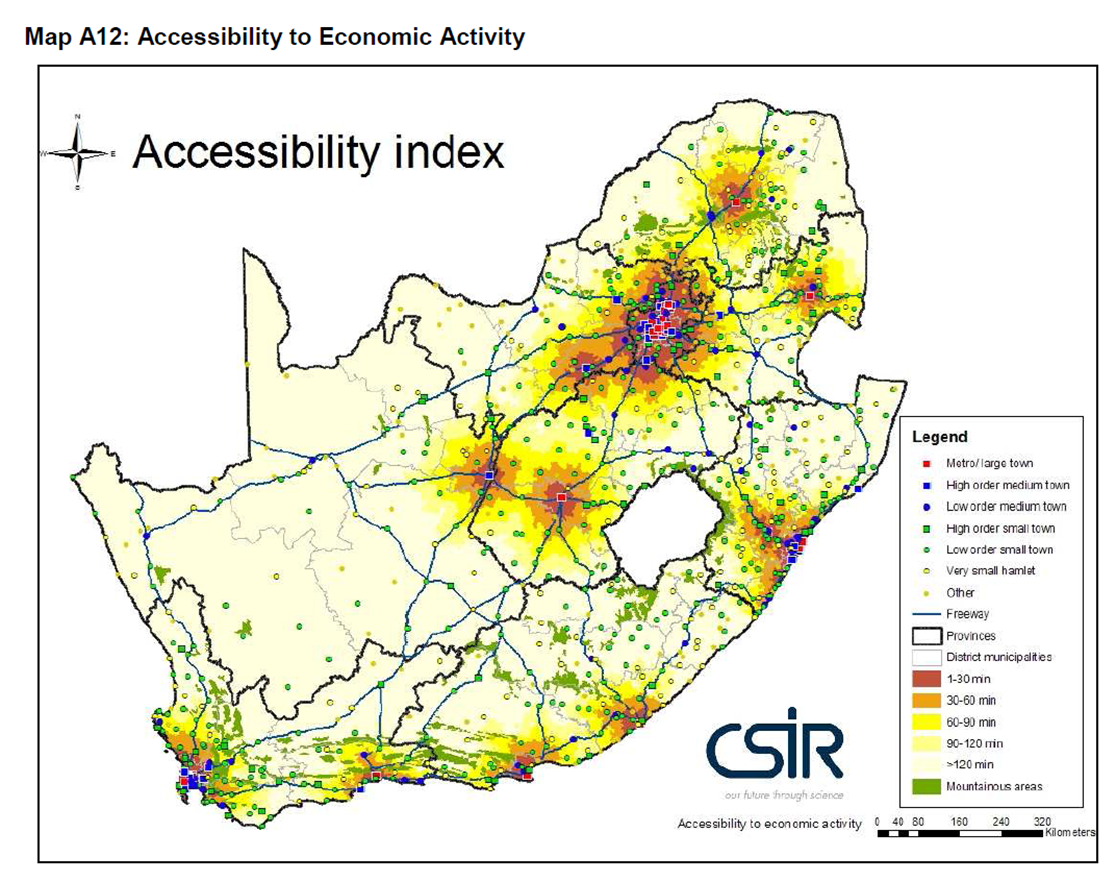 Map A12: Accessibility to Economic Activity
N
W
E
S
Accessibility index
Legend
Metro/large town
High order medium town
Low order medium town
High order small town
Low order small town
Very small hamlet
Other
Freeway
Provinces
District municipalities
1-30 min
30-60 min
60-90 min
90-120 min
>120 min
Mountainous areas
CSIR
our future through science
Accessibility to economic activity
0 40 80 160 240 320
Kilometers